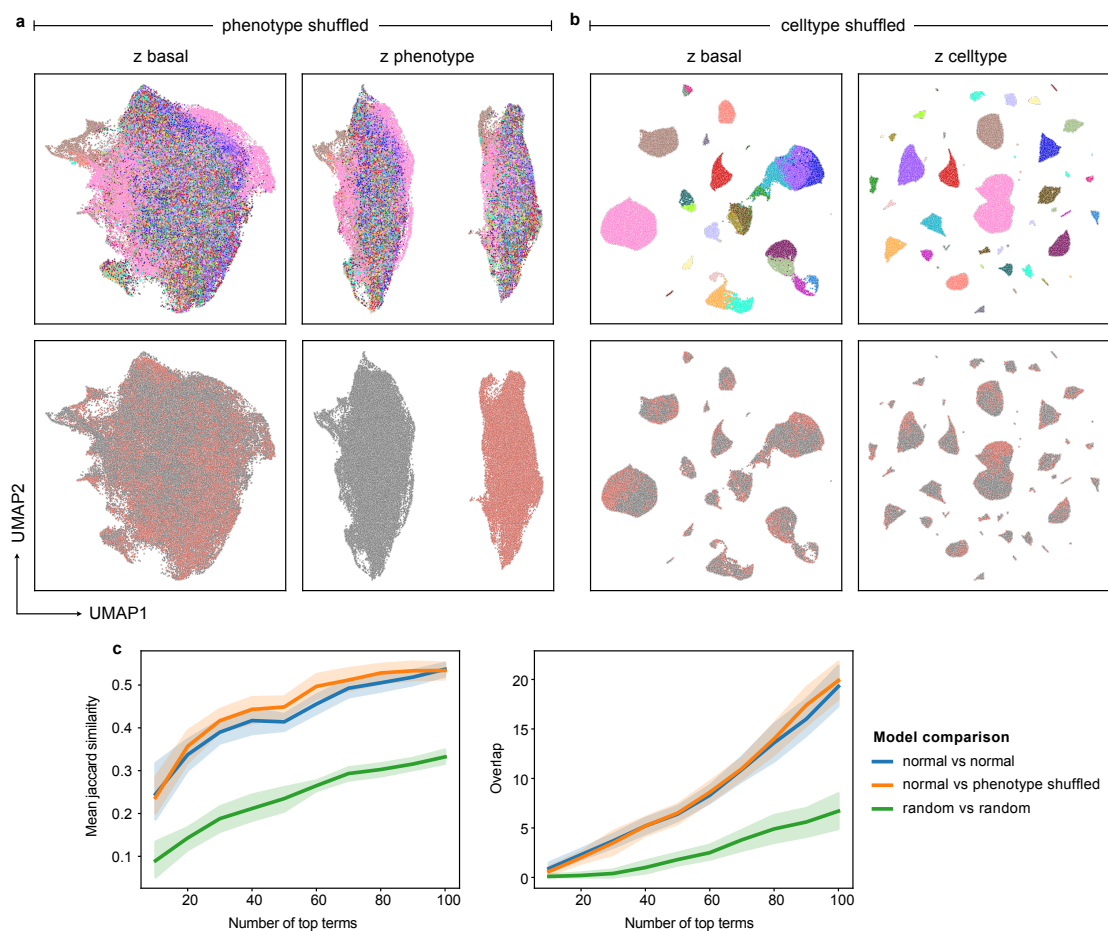 a
phenotype shuffled
b
celltype shuffled
z basal
z phenotype
z basal
z celltype
UMAP2
UMAP1
c
Mean jaccard similarity
0.5
0.4
0.3
0.2
0.1
20 40 60 80 100
Number of top terms
Overlap
20
15
10
5
0
20 40 60 80 100
Number of top terms
Model comparison
normal vs normal
normal vs phenotype shuffled
random vs random